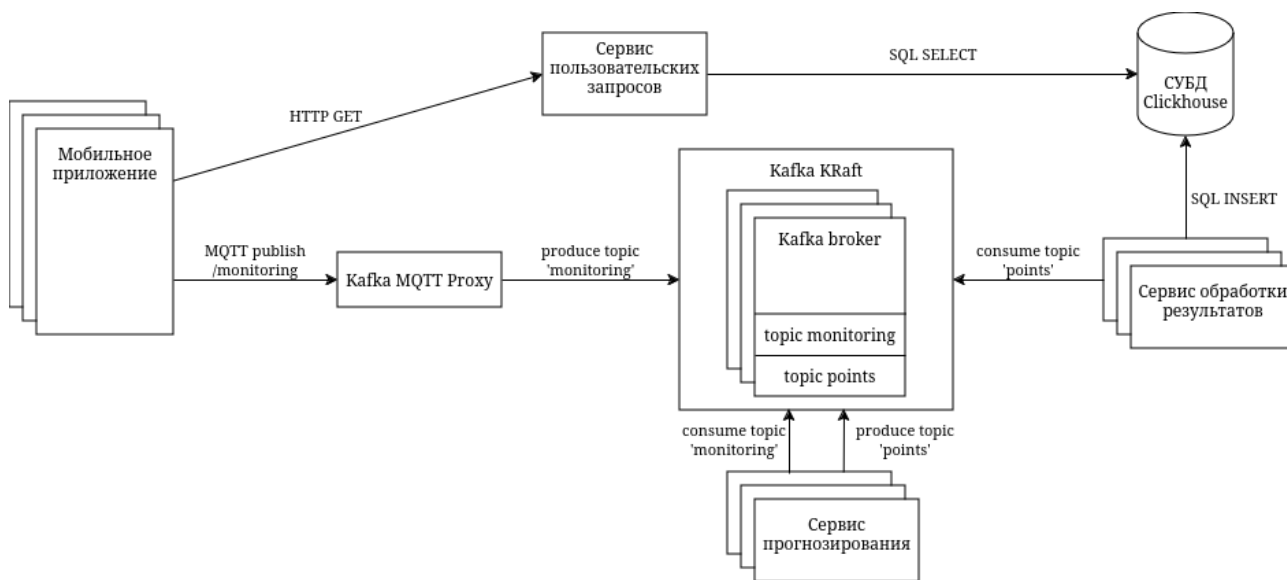 Сервис
пользовательских
запросов
SQL SELECT
СУБД
Clickhouse
HTTP GET
Мобильное
приложение
Kafka KRaft
SQL INSERT
Kafka broker
MQTT publish
/monitoring
Kafka MQTT Proxy
produce topic
'monitoring'
consume topic
'points'
Сервис обработки
результатов
topic monitoring
topic points
consume topic
'monitoring'
produce topic
'points'
Сервис
прогнозирования